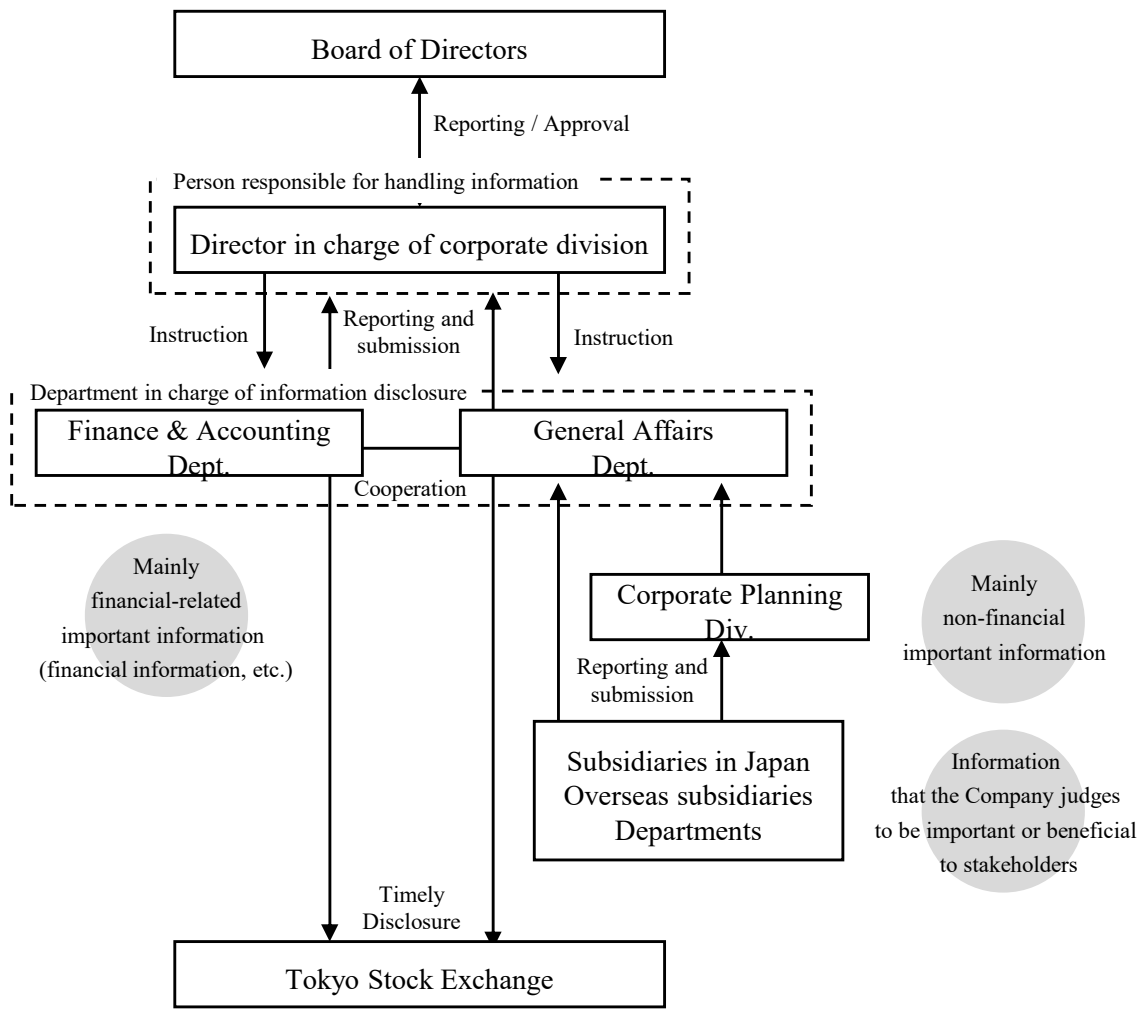 Board of Directors
Reporting / Approval
Person responsible for handling information
Director in charge of corporate division
Instruction
Reporting and
submission
Instruction
Department in charge of information disclosure
Finance & Accounting
Dept.
General Affairs
Dept.
Cooperation
Mainly
financial-related
important information
(financial information, etc.)
Corporate Planning
Div.
Mainly
non-financial
important information
Reporting and
submission
Subsidiaries in Japan
Overseas subsidiaries
Departments
Information
that the Company judges
to be important or beneficial
to stakeholders
Timely
Disclosure
Tokyo Stock Exchange